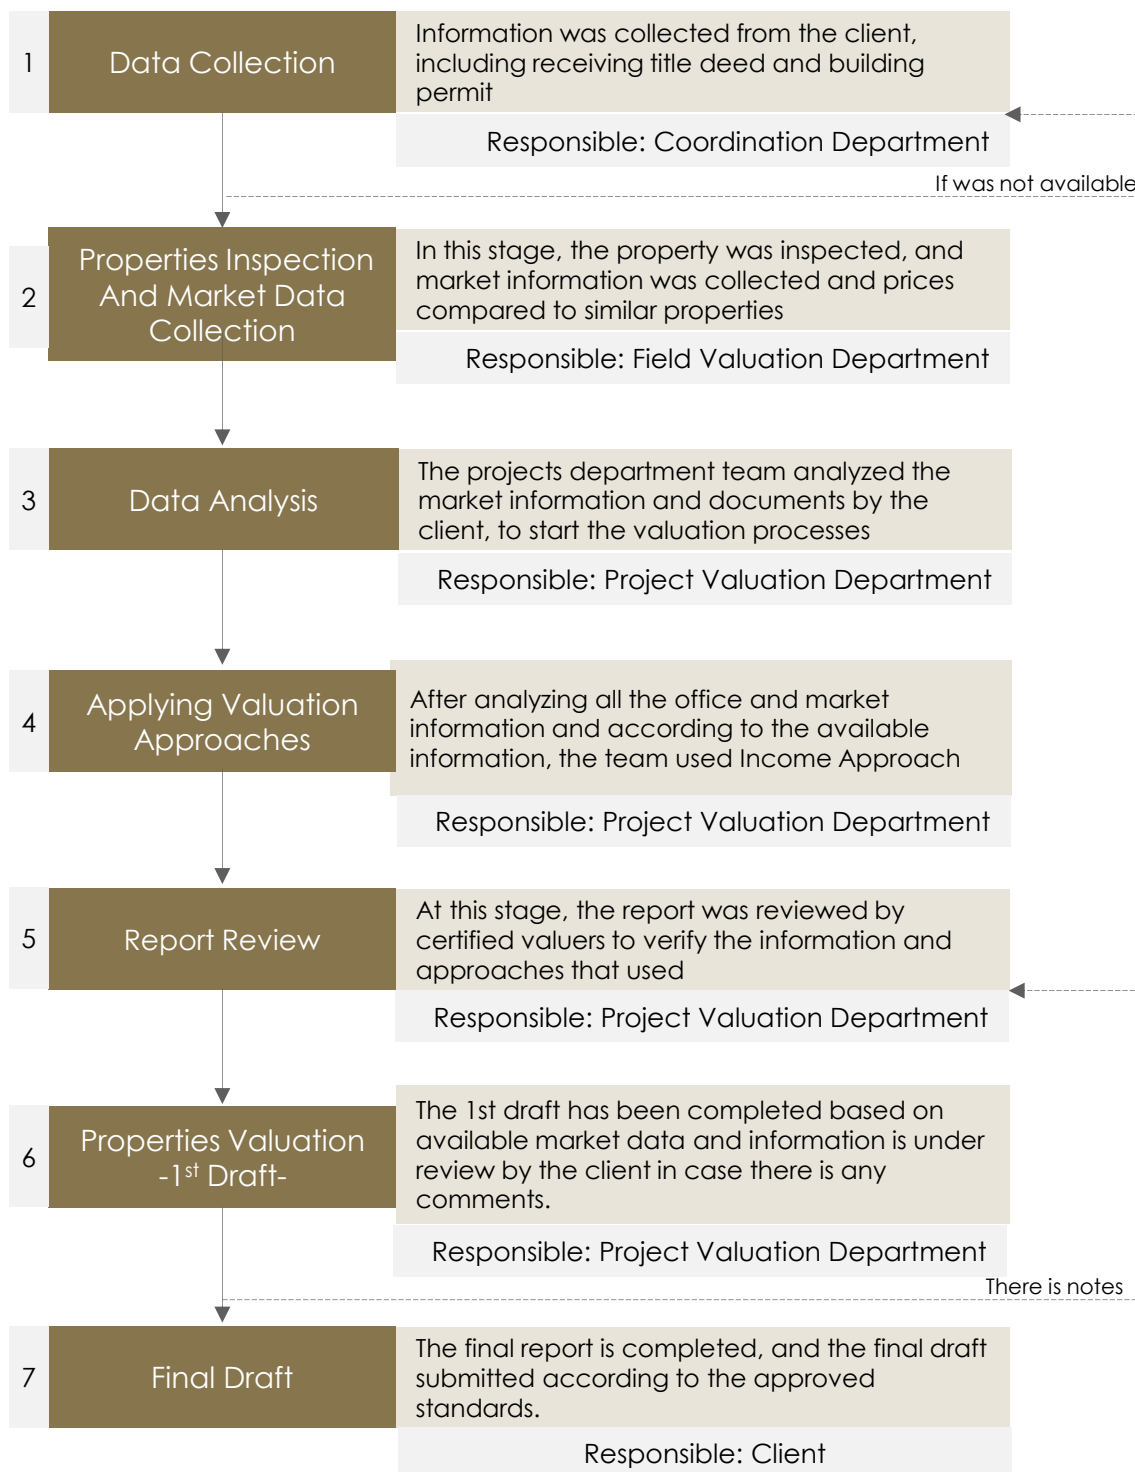 1
Data Collection
Information was collected from the client,
including receiving title deed and building
permit
Responsible: Coordination Department
If was not available
2
Properties Inspection
And Market Data
Collection
In this stage, the property was inspected, and
market information was collected and prices
compared to similar properties
Responsible: Field Valuation Department
3
Data Analysis
The projects department team analyzed the
market information and documents by the
client, to start the valuation processes
Responsible: Project Valuation Department
4
Applying Valuation
Approaches
After analyzing all the office and market
information and according to the available
information, the team used Income Approach
Responsible: Project Valuation Department
5
Report Review
At this stage, the report was reviewed by
certified valuers to verify the information and
approaches that used
Responsible: Project Valuation Department
6
Properties Valuation
-1st Draft-
The 1st draft has been completed based on
available market data and information is under
review by the client in case there is any
comments.
Responsible: Project Valuation Department
There is notes
7
Final Draft
The final report is completed, and the final draft
submitted according to the approved
standards.
Responsible: Client